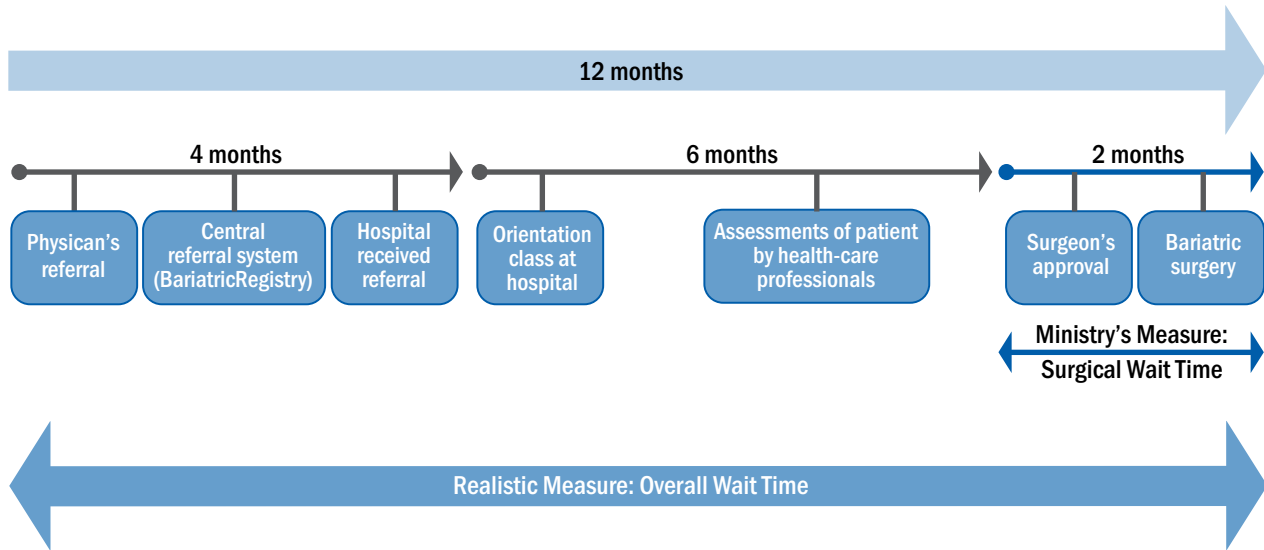 12 months
4 months
6 months
2 months
Physican's
referral
Central
referral system
(BariatricRegistry)
Hospital
received
referral
Orientation
class at
hospital
Assessments of patient
by health-care
professionals
Surgeon's
approval
Bariatric
surgery
Ministry's Measure:
Surgical Wait Time
Realistic Measure: Overall Wait Time